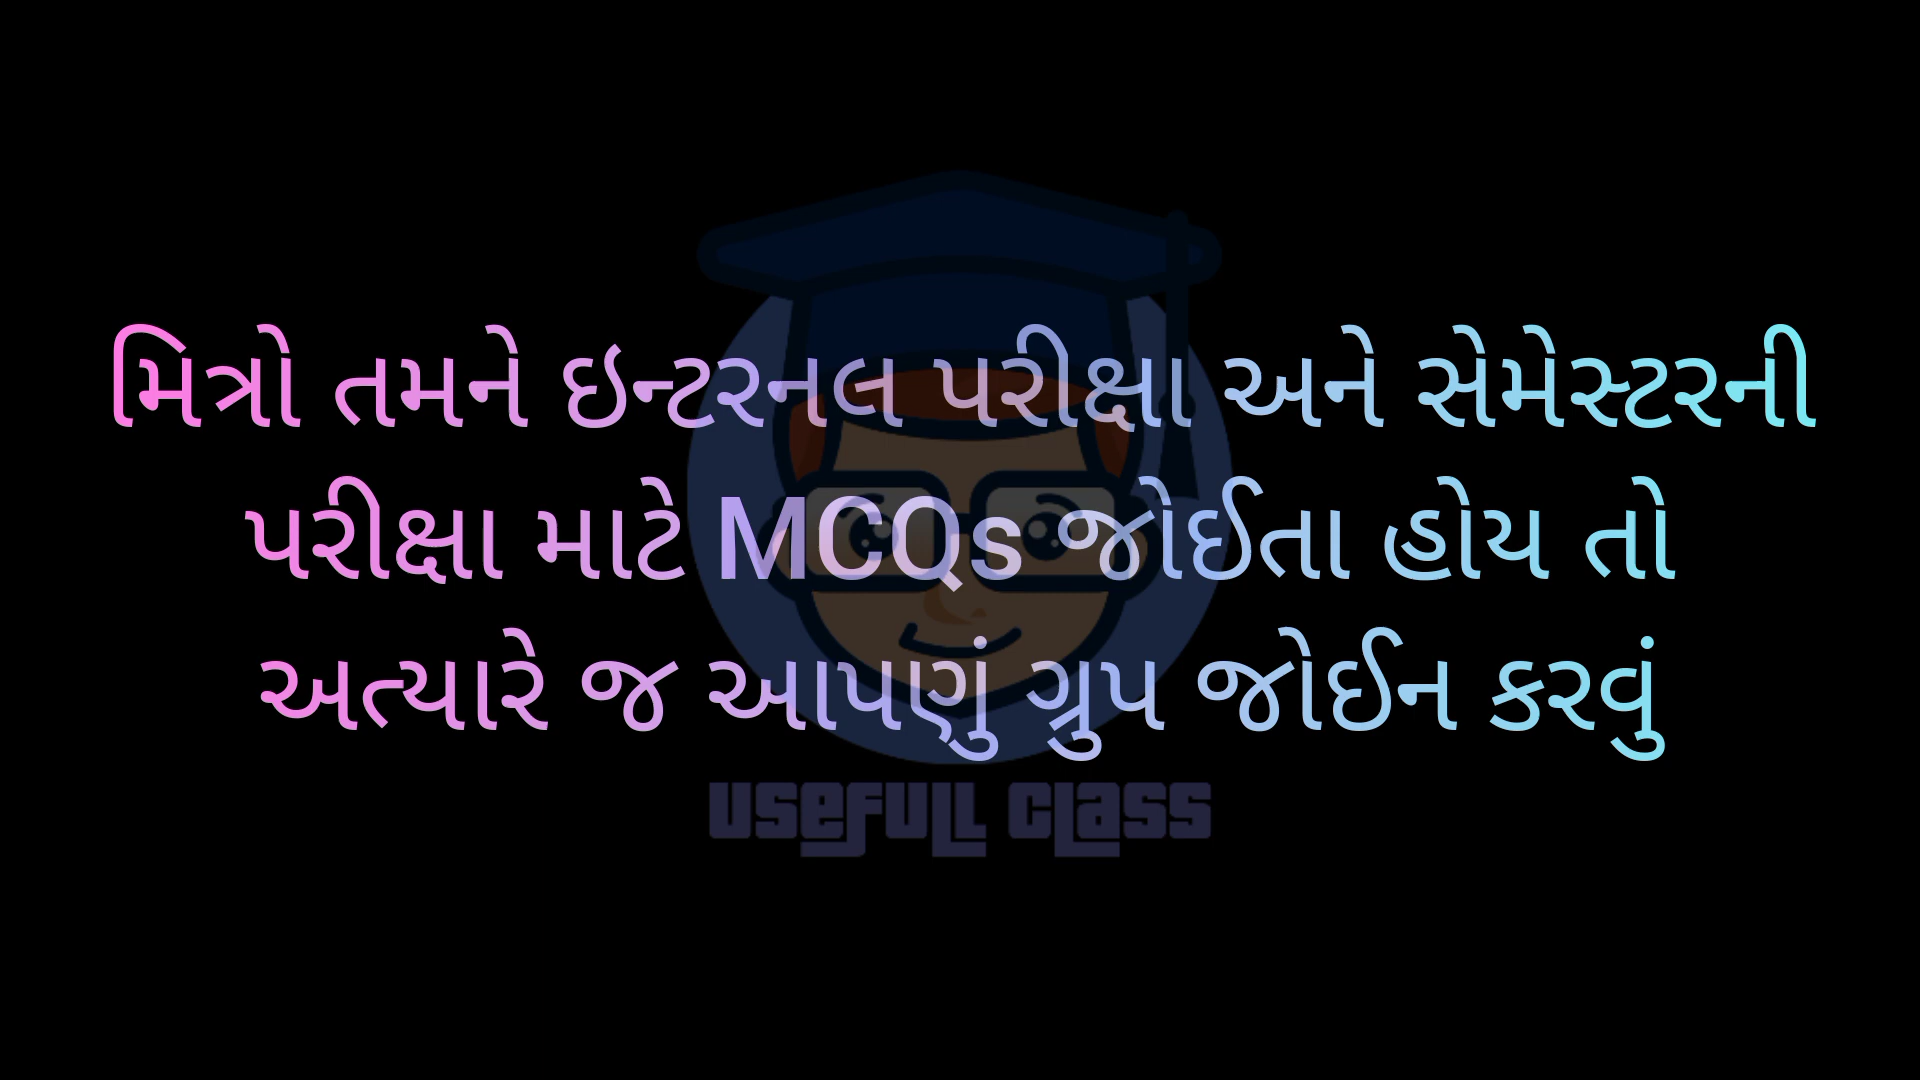 મિત્રો તમને ઇન્ટરનલ પરીક્ષા અને સેમેસ્ટરની
પરીક્ષા માટે MCQs જોઈતા હોય તો
અત્યારે જ આપણું ગ્રુપ જોઈન કરવું
USEFULL CLASS